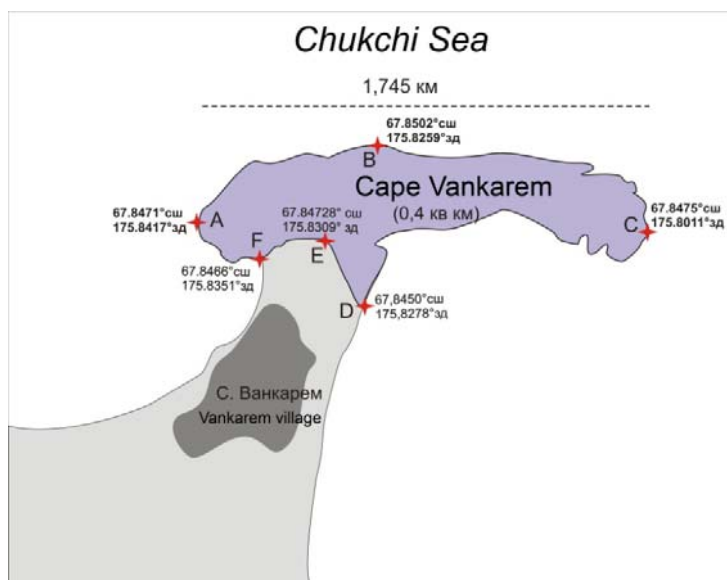 Chukchi Sea
1,745 км
67.8502°сш
175.8259°зд
B
Cape Vankarem
(0,4 кв км)
67.8471°сш
175.8417°зд
A
67.84728° сш
175.8309° зд
E
67.8475°сш
175.8011°зд
C
F
67.8466°сш
175.8351°зд
D
67,8450°сш
175,8278°зд
С. Ванкарем
Vankarem village